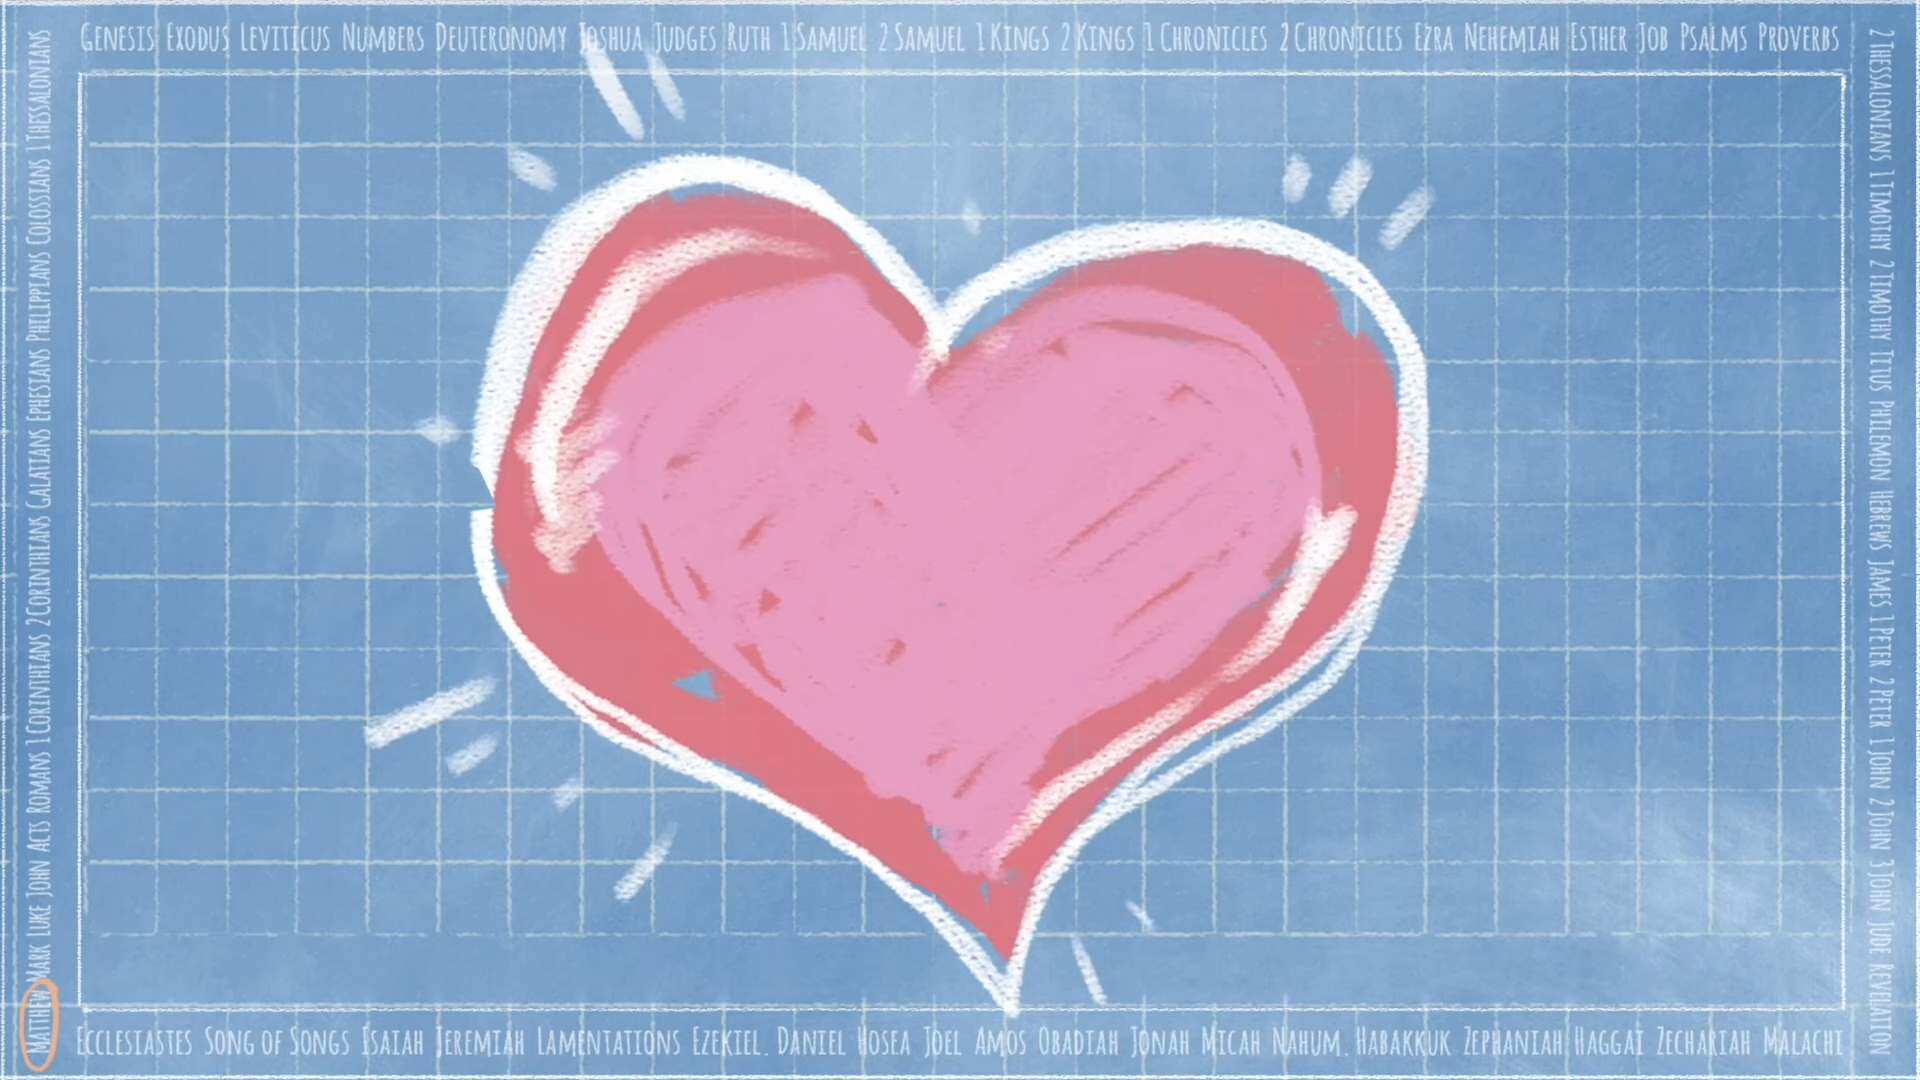 Genesis Exodus Leviticus Numbers Deuteronomy Joshua Judges Ruth 1 Samuel 2 Samuel 1 Kings 2 Kings 1 Chronicles 2 Chronicles Ezra Nehemiah Esther Job Psalms Proverbs
Ecclesiastes Song of Songs Isaiah Jeremiah Lamentations Ezekiel. Daniel Hosea Joel Amos Obadiah Jonah Micah Nahum. Habakkuk Zephaniah Haggai Zechariah Malachi
Matthew Mark Luke John Acts Romans 1 Corinthians 2 Corinthians Galatians Ephesians Philippians Colossians 1 Thessalonians
2 Thessalonians 1 Timothy 2 Timothy Titus Philemon Hebrews James 1 Peter 2 Peter 1 John 2 John 3 John Jude Revelation